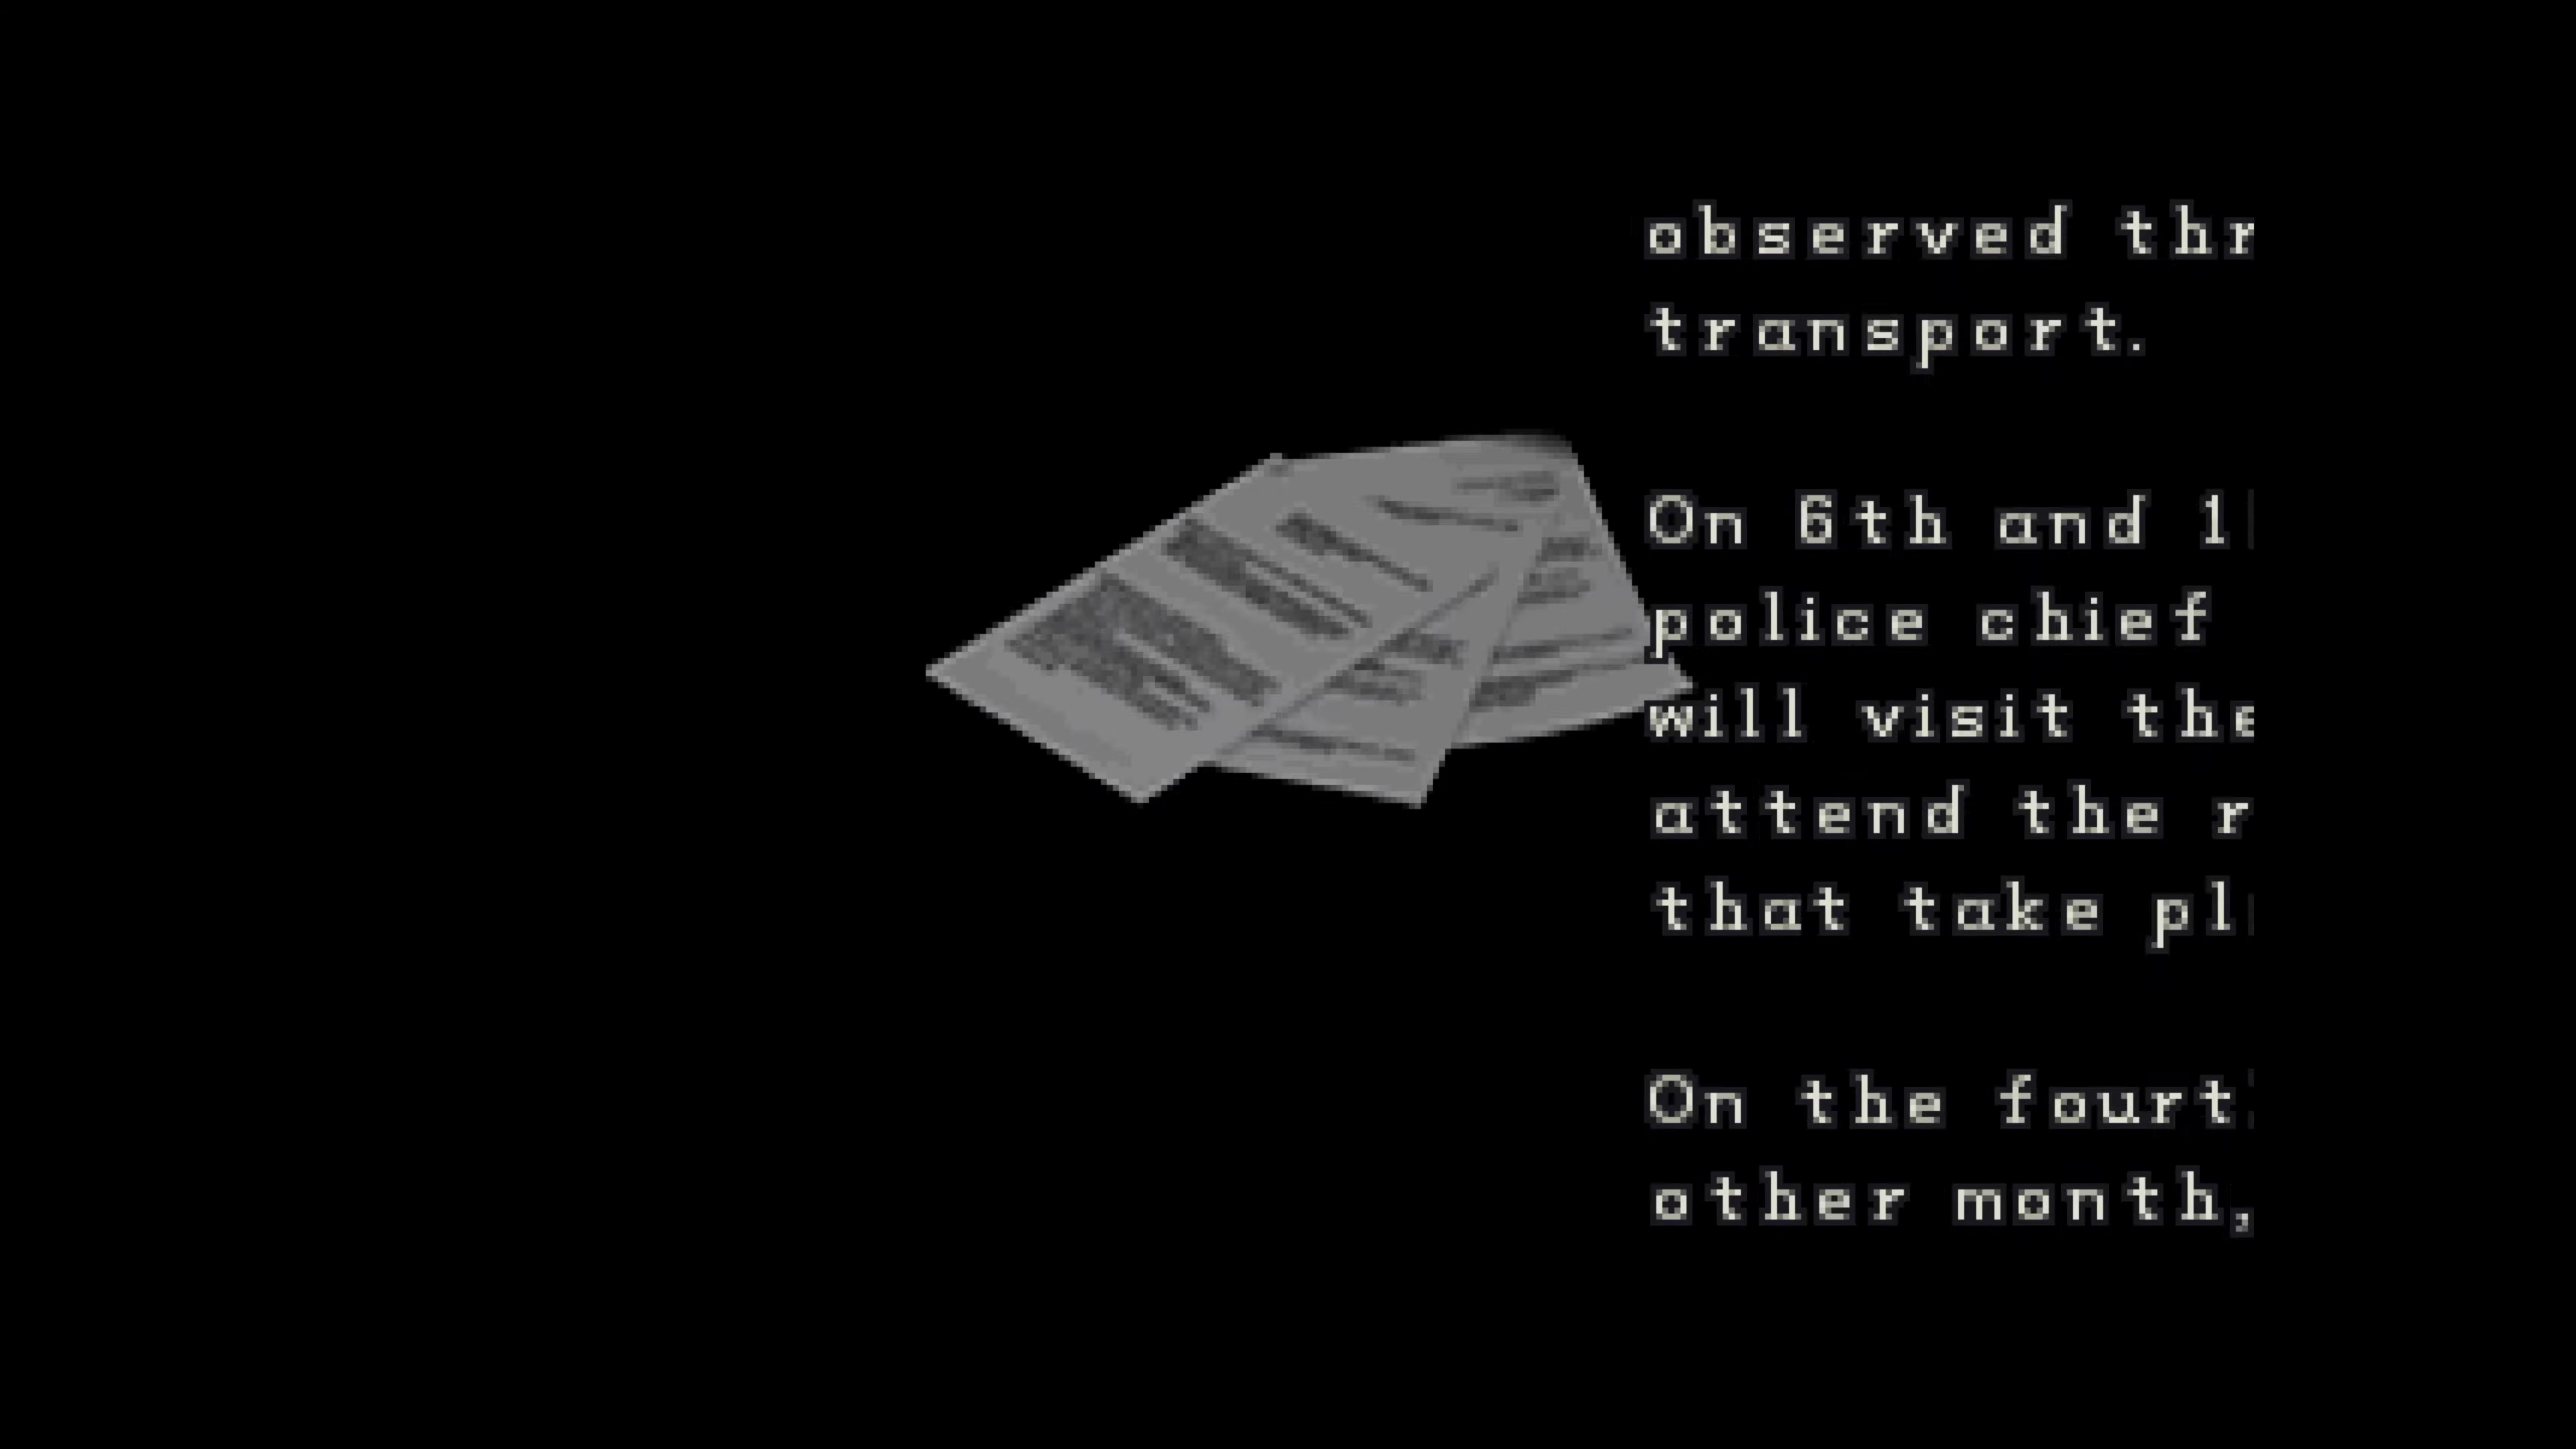 observed thr
transport.
On 6th and 1
police chief
will visit the
attend the r
that take pl
On the fourt
other month,